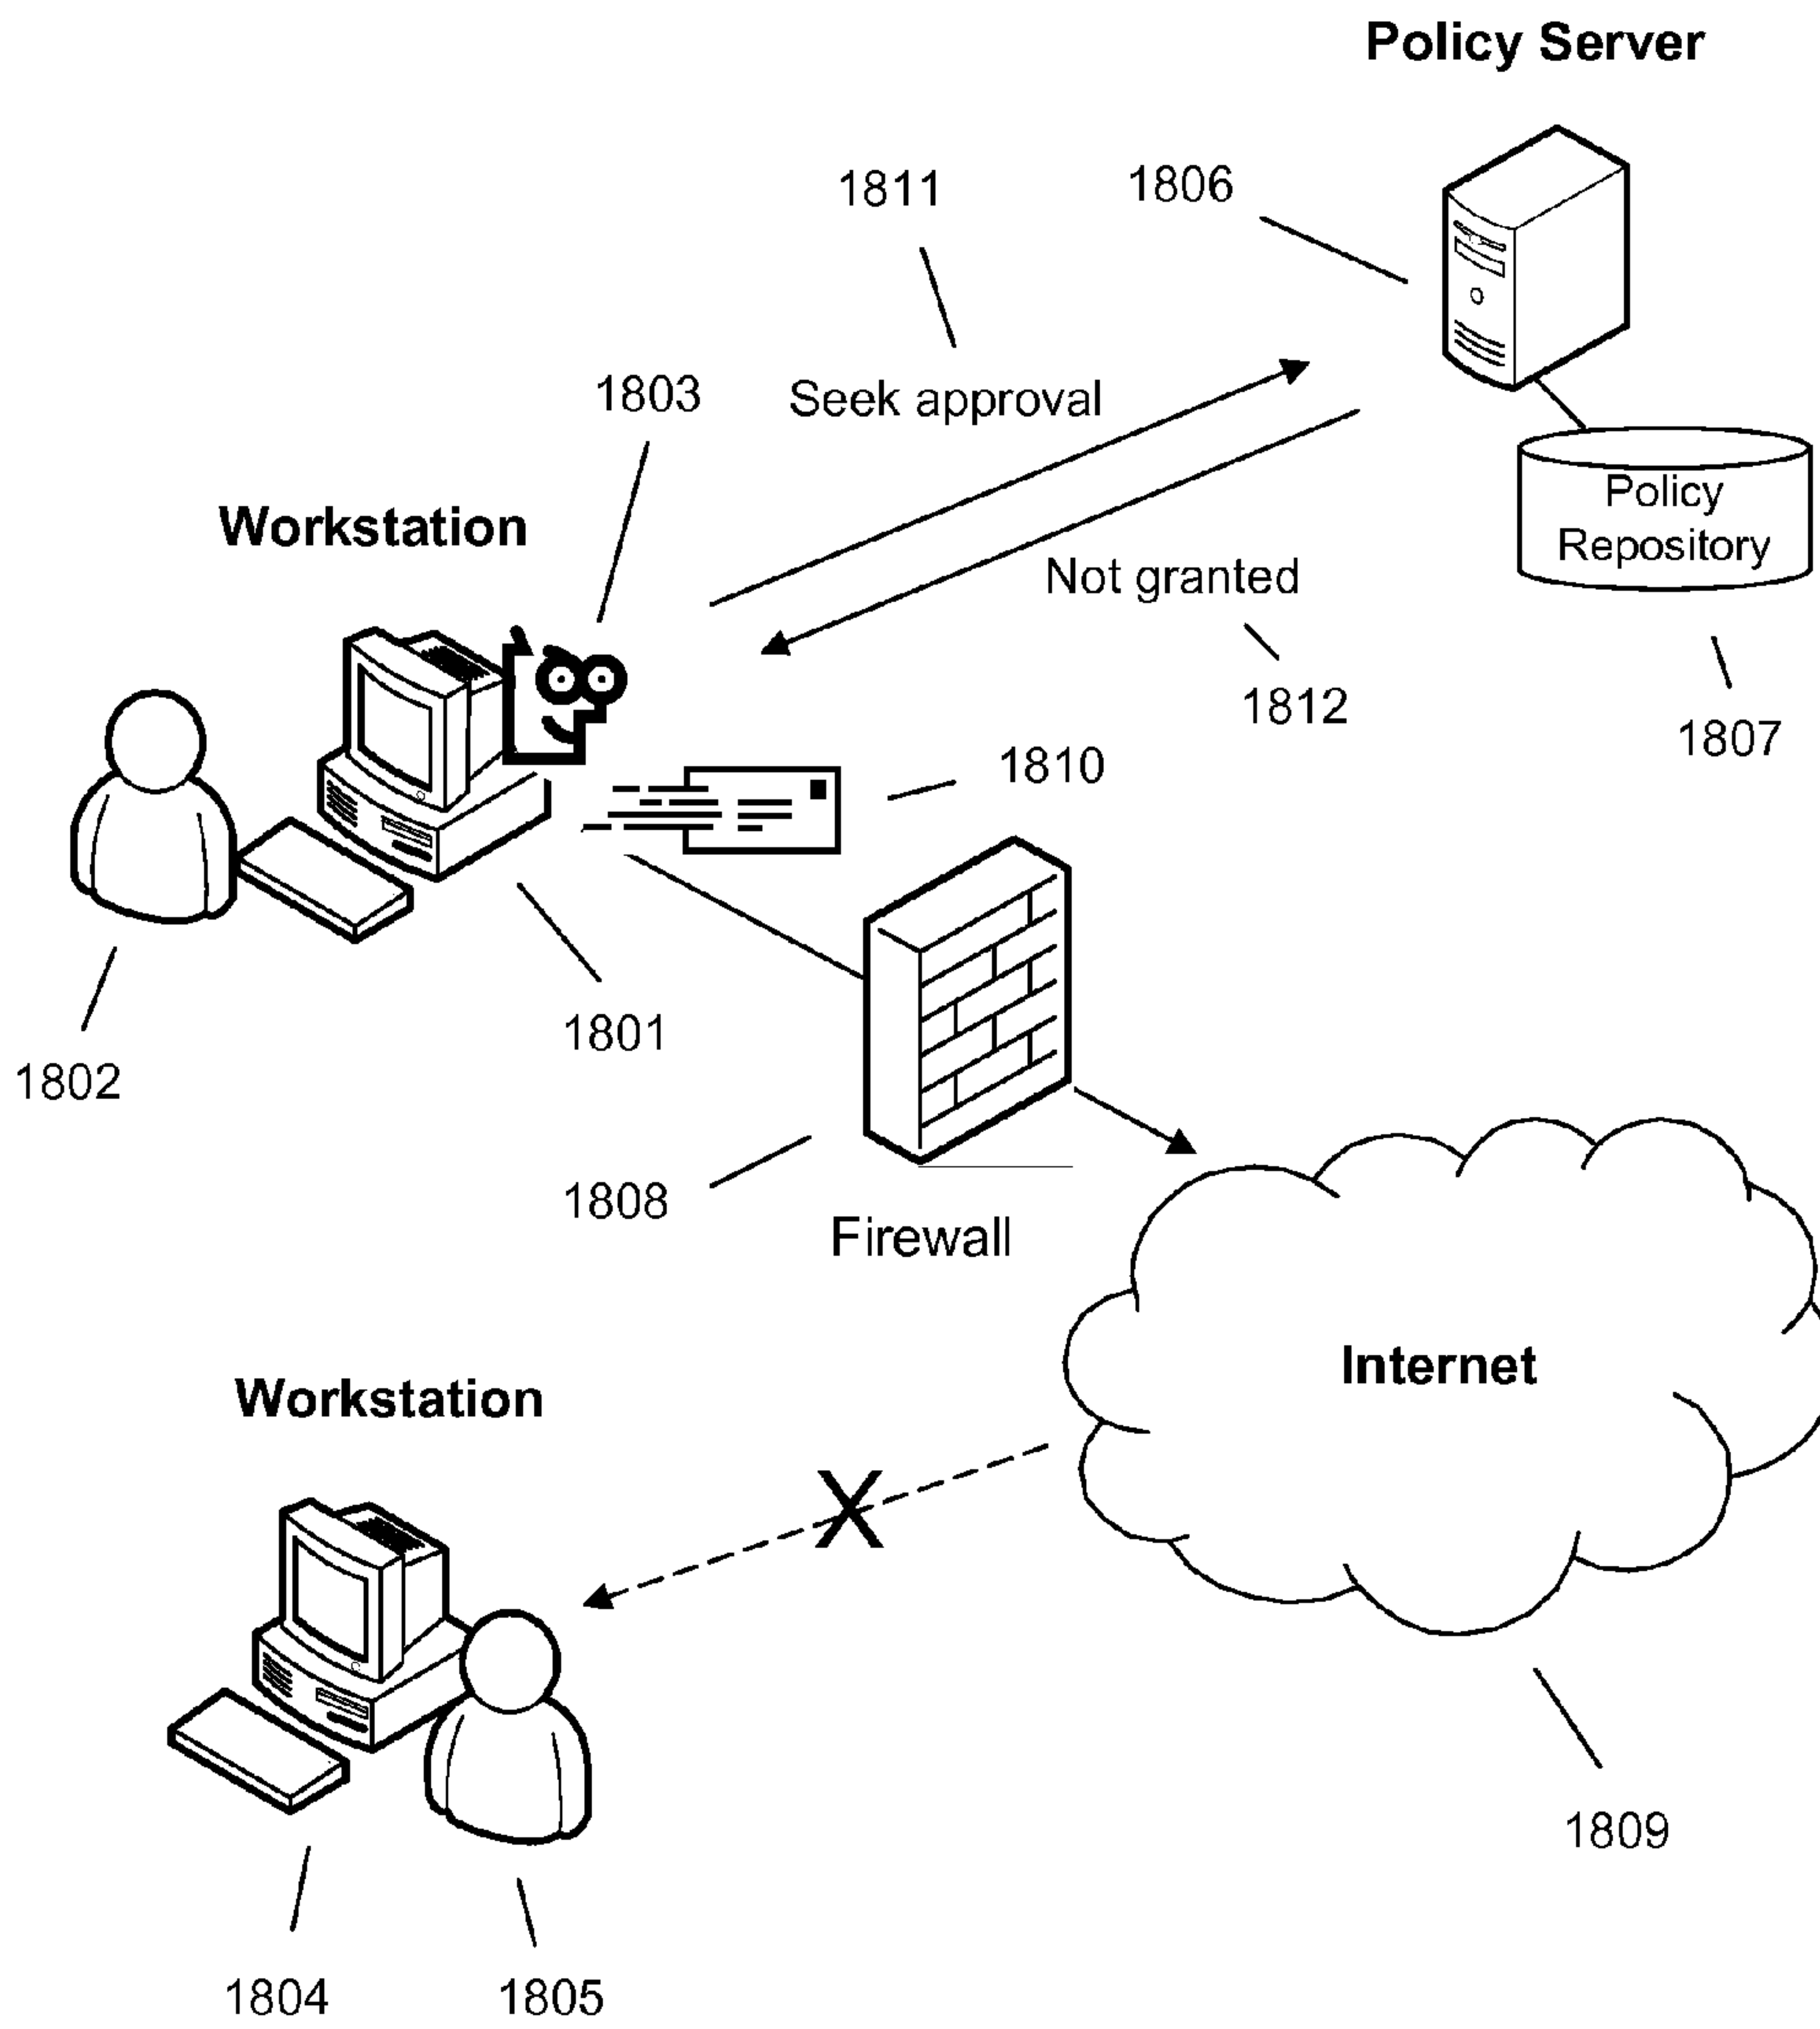 Policy Server
1811
1806
1803
Seek approval
Workstation
Policy
Repository
Not granted
1812
1807
1810
1801
1802
1808
Firewall
Internet
Workstation
X
1809
1804
1805